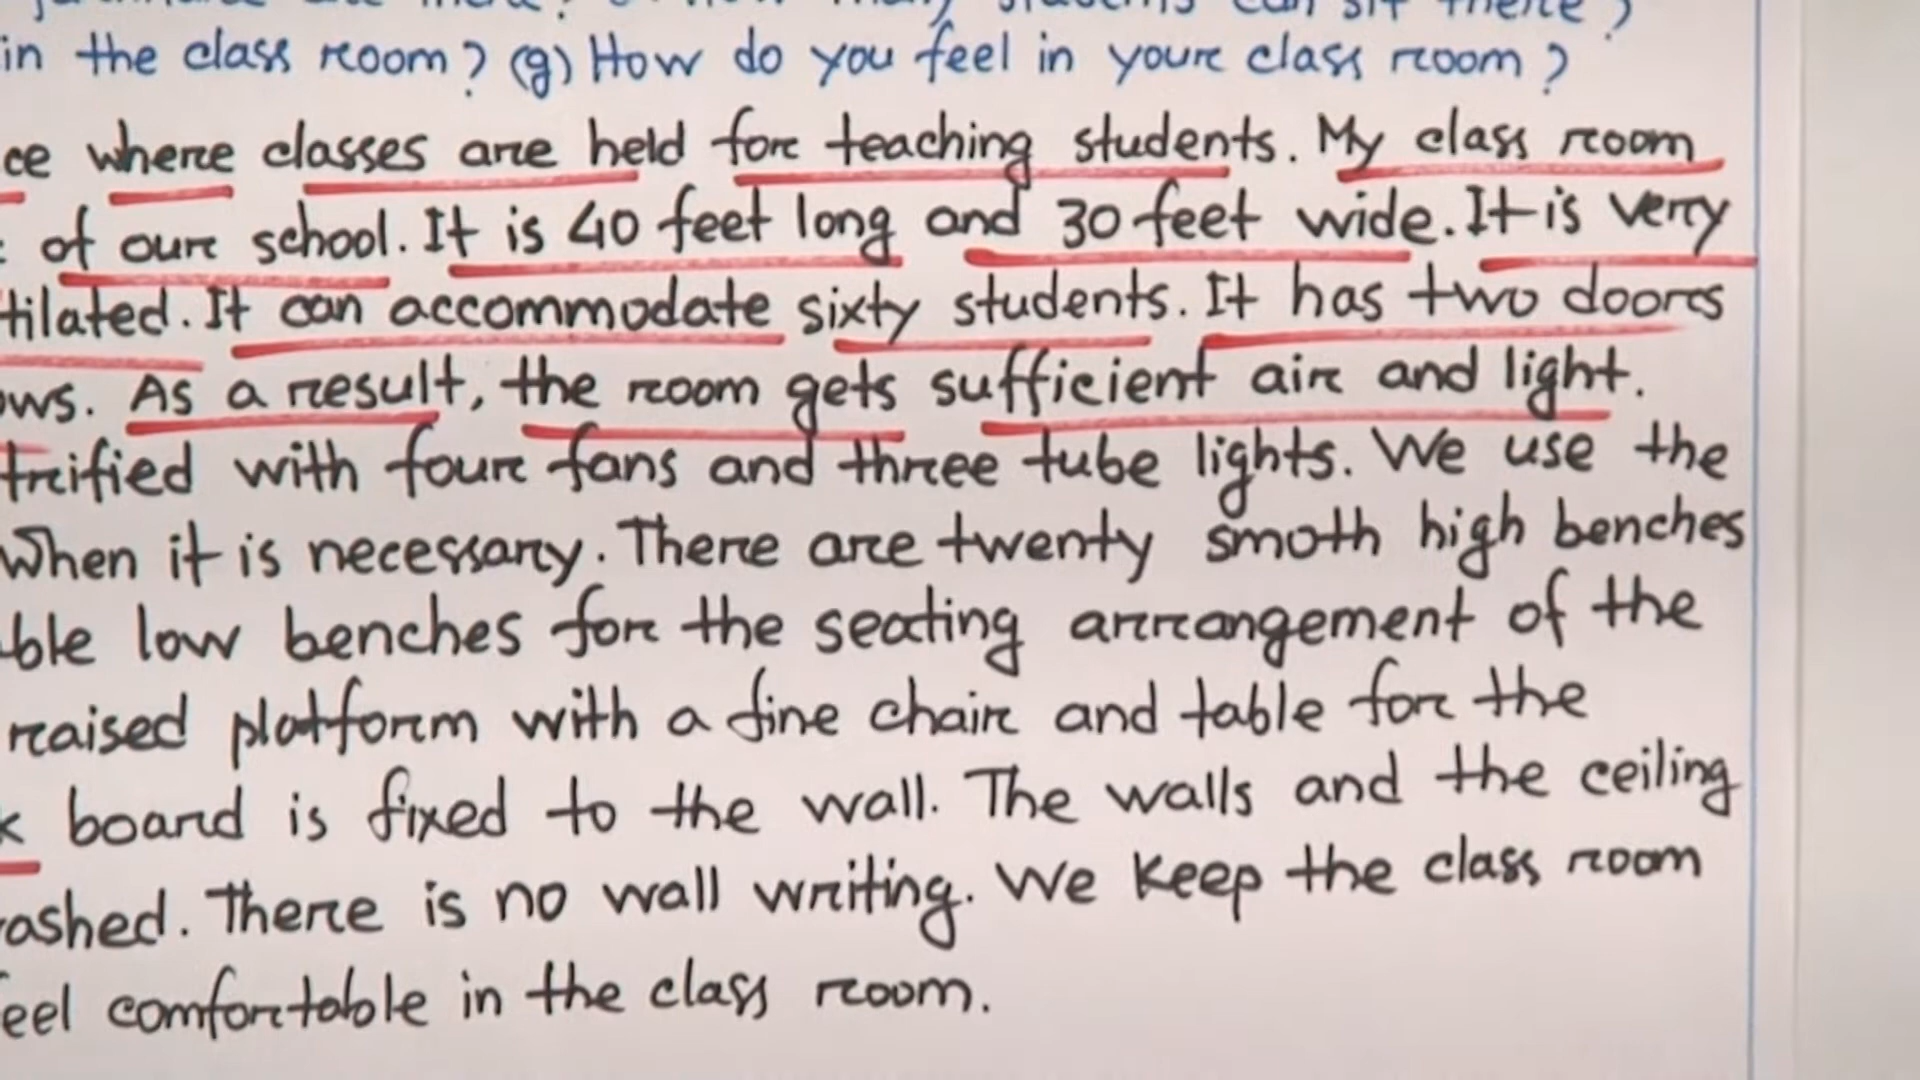 students can sit there?
in the class room? (g) How do you feel in your class room?
ce where classes are held for teaching students. My class room
of our school. It is 40 feet long and 30 feet wide. It is very
tilated. It can accommodate sixty students. It has two doors
ows. As a result, the room gets sufficient air and light.
trified with four fans and three tube lights. We use the
When it is necessary. There are twenty smoth high benches
ble low benches for the seating arrangement of the
raised platform with a fine chair and table for the
k board is fixed to the wall. The walls and the ceiling
ashed. There is no wall writing. We keep the class room
eel comfortable in the class room.